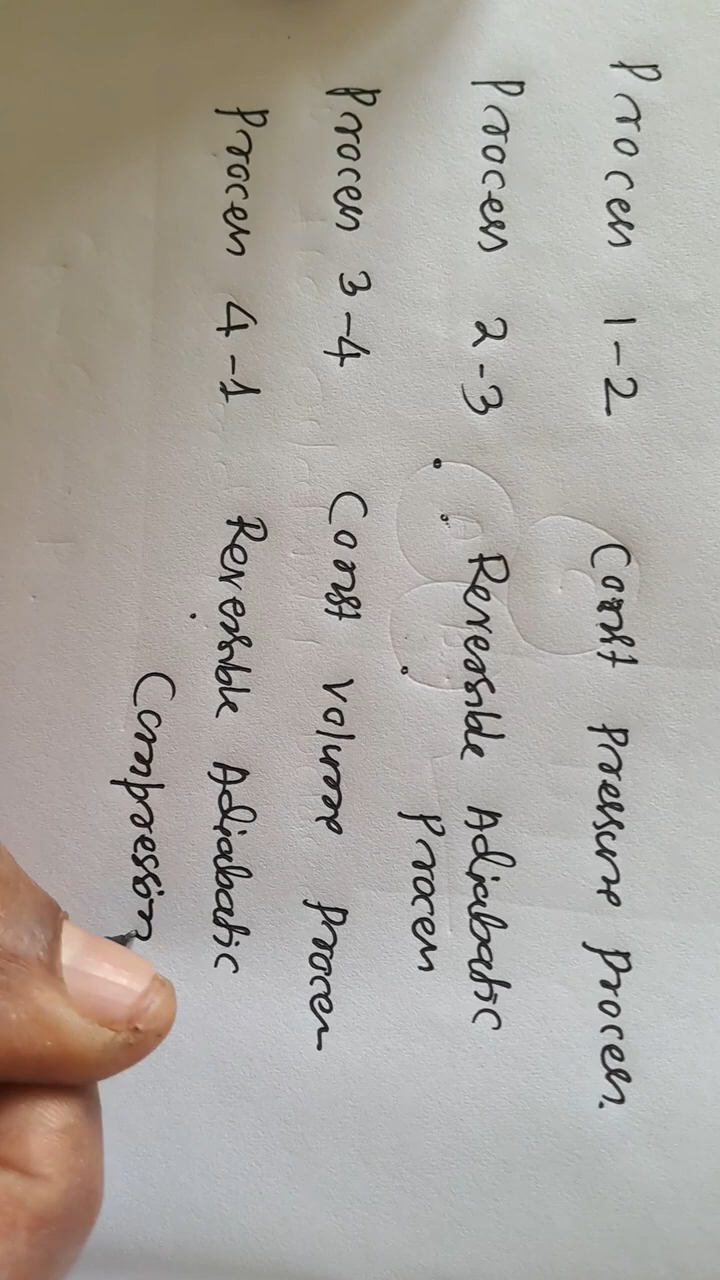 Process 1-2 Const pressure process.
Process 2-3 Reversible Adiabatic
process
Process 3-4 Const volume process
Process 4-1 Reversible Adiabatic
Compression